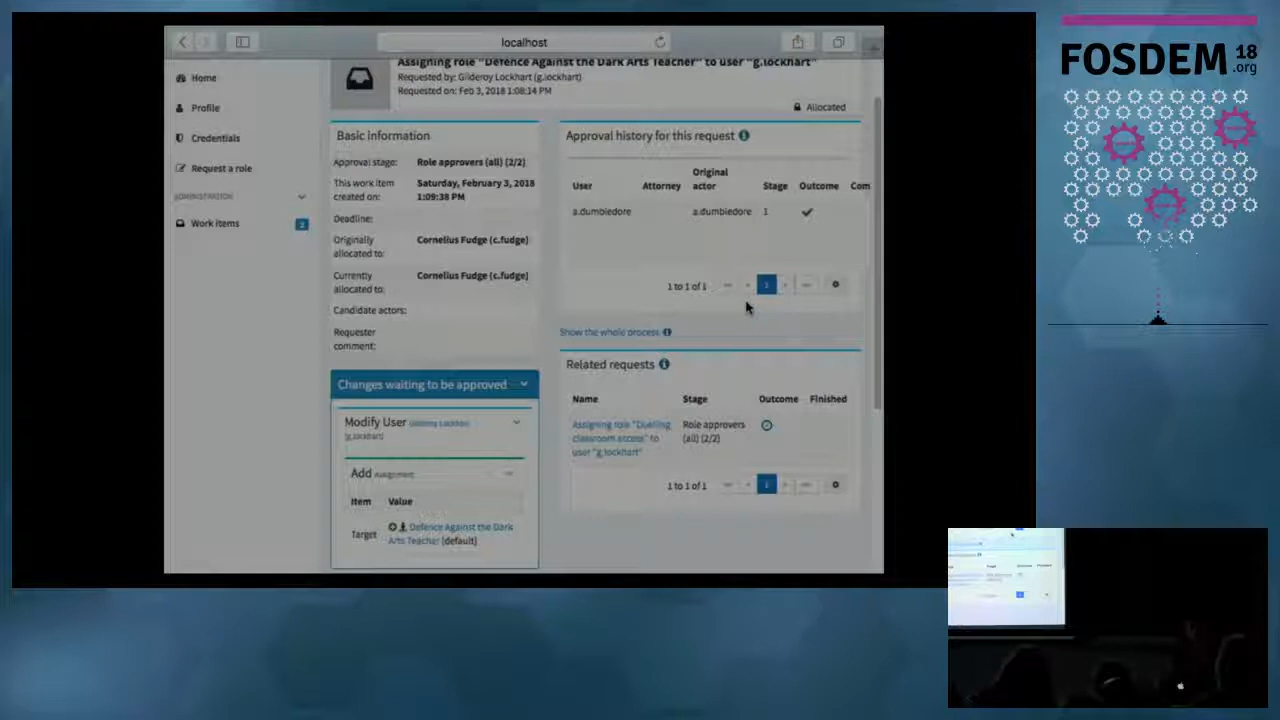 localhost
FOSDEM 18
.org
Assigning role "Defence Against the Dark Arts Teacher" to user "g.lockhart"
Requested by: Gilderoy Lockhart (g.lockhart)
Requested on: Feb 3, 2018 1:08:14 PM
Allocated
Home
Profile
Credentials
Request a role
ADMINISTRATION
Work items 2
Basic information
Approval stage: Role approvers (all) (2/2)
This work item created on: Saturday, February 3, 2018 1:09:38 PM
Deadline:
Originally allocated to: Cornelius Fudge (c.fudge)
Currently allocated to: Cornelius Fudge (c.fudge)
Candidate actors:
Requester comment:
Changes waiting to be approved
Modify User Gilderoy Lockhart
(g.lockhart)
Add Assignment
Item Value
Target Defence Against the Dark
Arts Teacher [default]
Approval history for this request
User Attorney Original actor Stage Outcome Com
a.dumbledore a.dumbledore 1
1 to 1 of 1 1
Show the whole process
Related requests
Name Stage Outcome Finished
Assigning role "Duelling Role approvers
classroom access" to (all) (2/2)
user "g.lockhart"
1 to 1 of 1 1